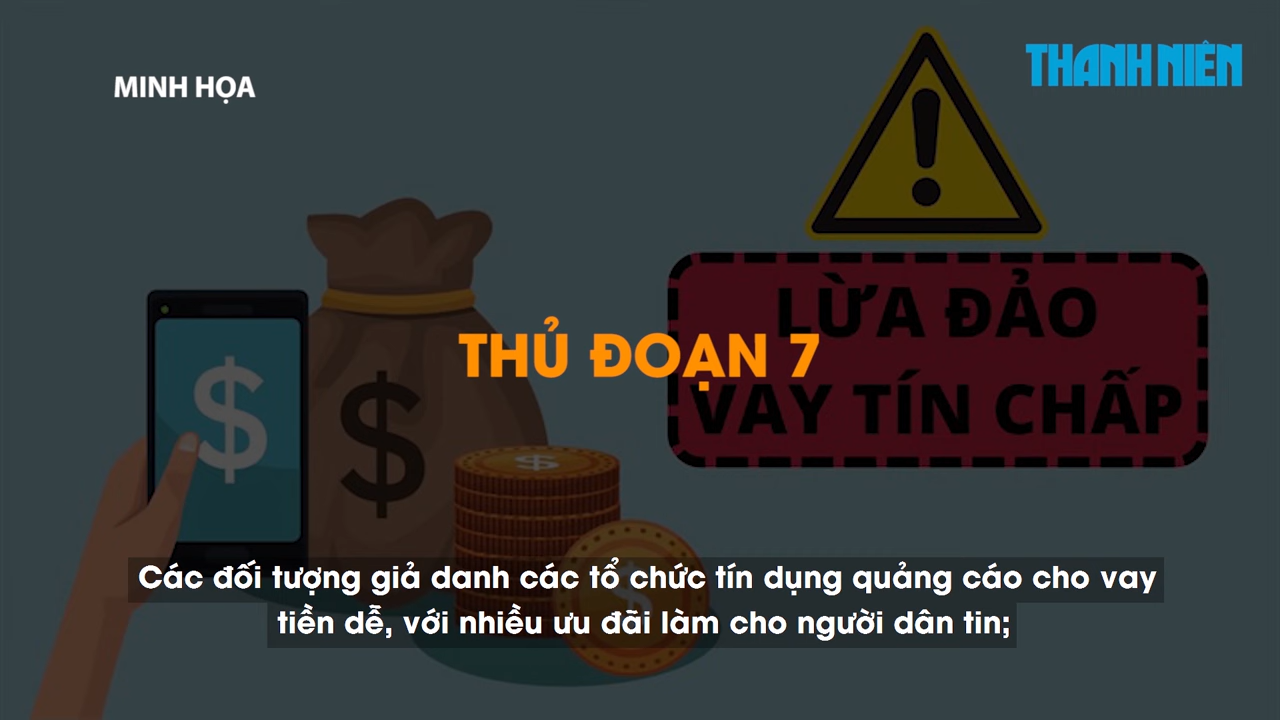 THANH NIÊN
MINH HỌA
LỪA ĐẢO
THỦ ĐOẠN 7
VAY TÍN CHẤP
Các đối tượng giả danh các tổ chức tín dụng quảng cáo cho vay
tiền dễ, với nhiều ưu đãi làm cho người dân tin;